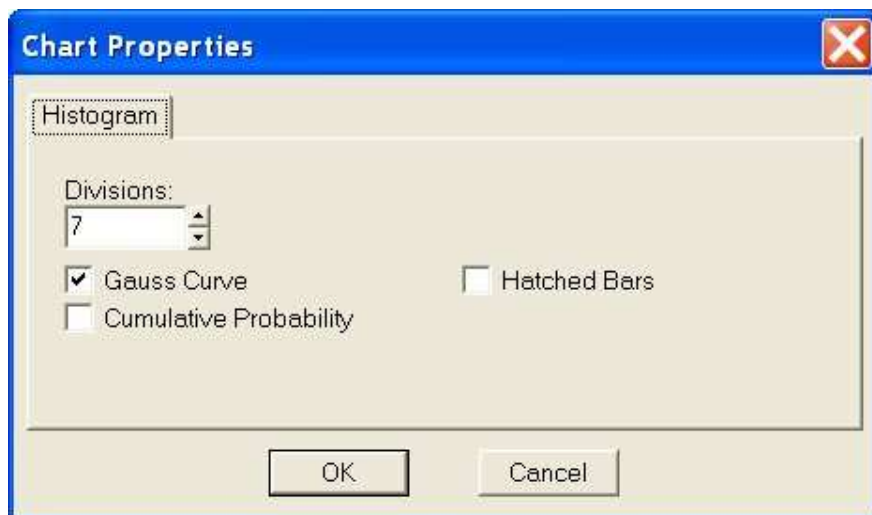 Chart Properties
Histogram
Divisions:
7
Gauss Curve
Hatched Bars
Cumulative Probability
OK
Cancel